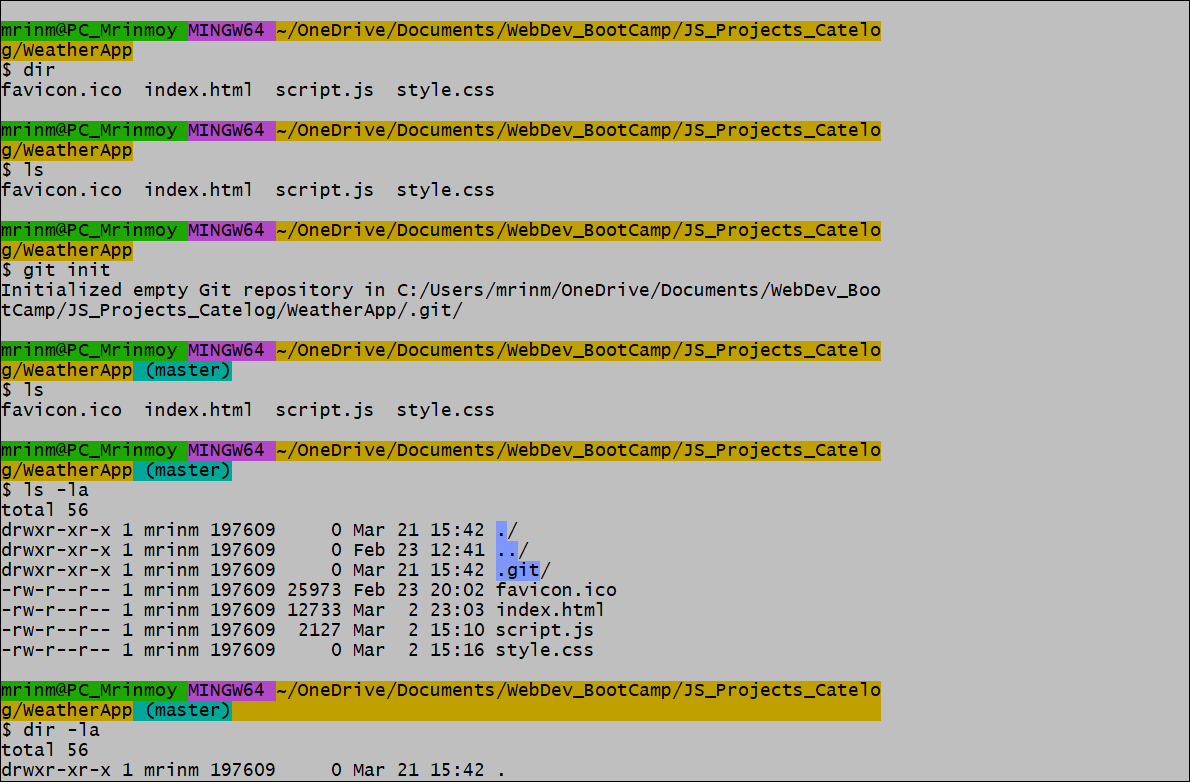 mrinm@PC_Mrinmoy MINGW64 ~/OneDrive/Documents/WebDev_BootCamp/JS_Projects_Catelo
g/WeatherApp
$ dir
favicon.ico  index.html  script.js  style.css
mrinm@PC_Mrinmoy MINGW64 ~/OneDrive/Documents/WebDev_BootCamp/JS_Projects_Catelo
g/WeatherApp
$ ls
favicon.ico  index.html  script.js  style.css
mrinm@PC_Mrinmoy MINGW64 ~/OneDrive/Documents/WebDev_BootCamp/JS_Projects_Catelo
g/WeatherApp
$ git init
Initialized empty Git repository in C:/Users/mrinm/OneDrive/Documents/WebDev_Boo
tCamp/JS_Projects_Catelog/WeatherApp/.git/
mrinm@PC_Mrinmoy MINGW64 ~/OneDrive/Documents/WebDev_BootCamp/JS_Projects_Catelo
g/WeatherApp (master)
$ ls
favicon.ico  index.html  script.js  style.css
mrinm@PC_Mrinmoy MINGW64 ~/OneDrive/Documents/WebDev_BootCamp/JS_Projects_Catelo
g/WeatherApp (master)
$ ls -la
total 56
drwxr-xr-x 1 mrinm 197609     0 Mar 21 15:42 ./
drwxr-xr-x 1 mrinm 197609     0 Feb 23 12:41 ../
drwxr-xr-x 1 mrinm 197609     0 Mar 21 15:42 .git/
-rw-r--r-- 1 mrinm 197609 25973 Feb 23 20:02 favicon.ico
-rw-r--r-- 1 mrinm 197609 12733 Mar  2 23:03 index.html
-rw-r--r-- 1 mrinm 197609  2127 Mar  2 15:10 script.js
-rw-r--r-- 1 mrinm 197609     0 Mar  2 15:16 style.css
mrinm@PC_Mrinmoy MINGW64 ~/OneDrive/Documents/WebDev_BootCamp/JS_Projects_Catelo
g/WeatherApp (master)
$ dir -la
total 56
drwxr-xr-x 1 mrinm 197609     0 Mar 21 15:42 .